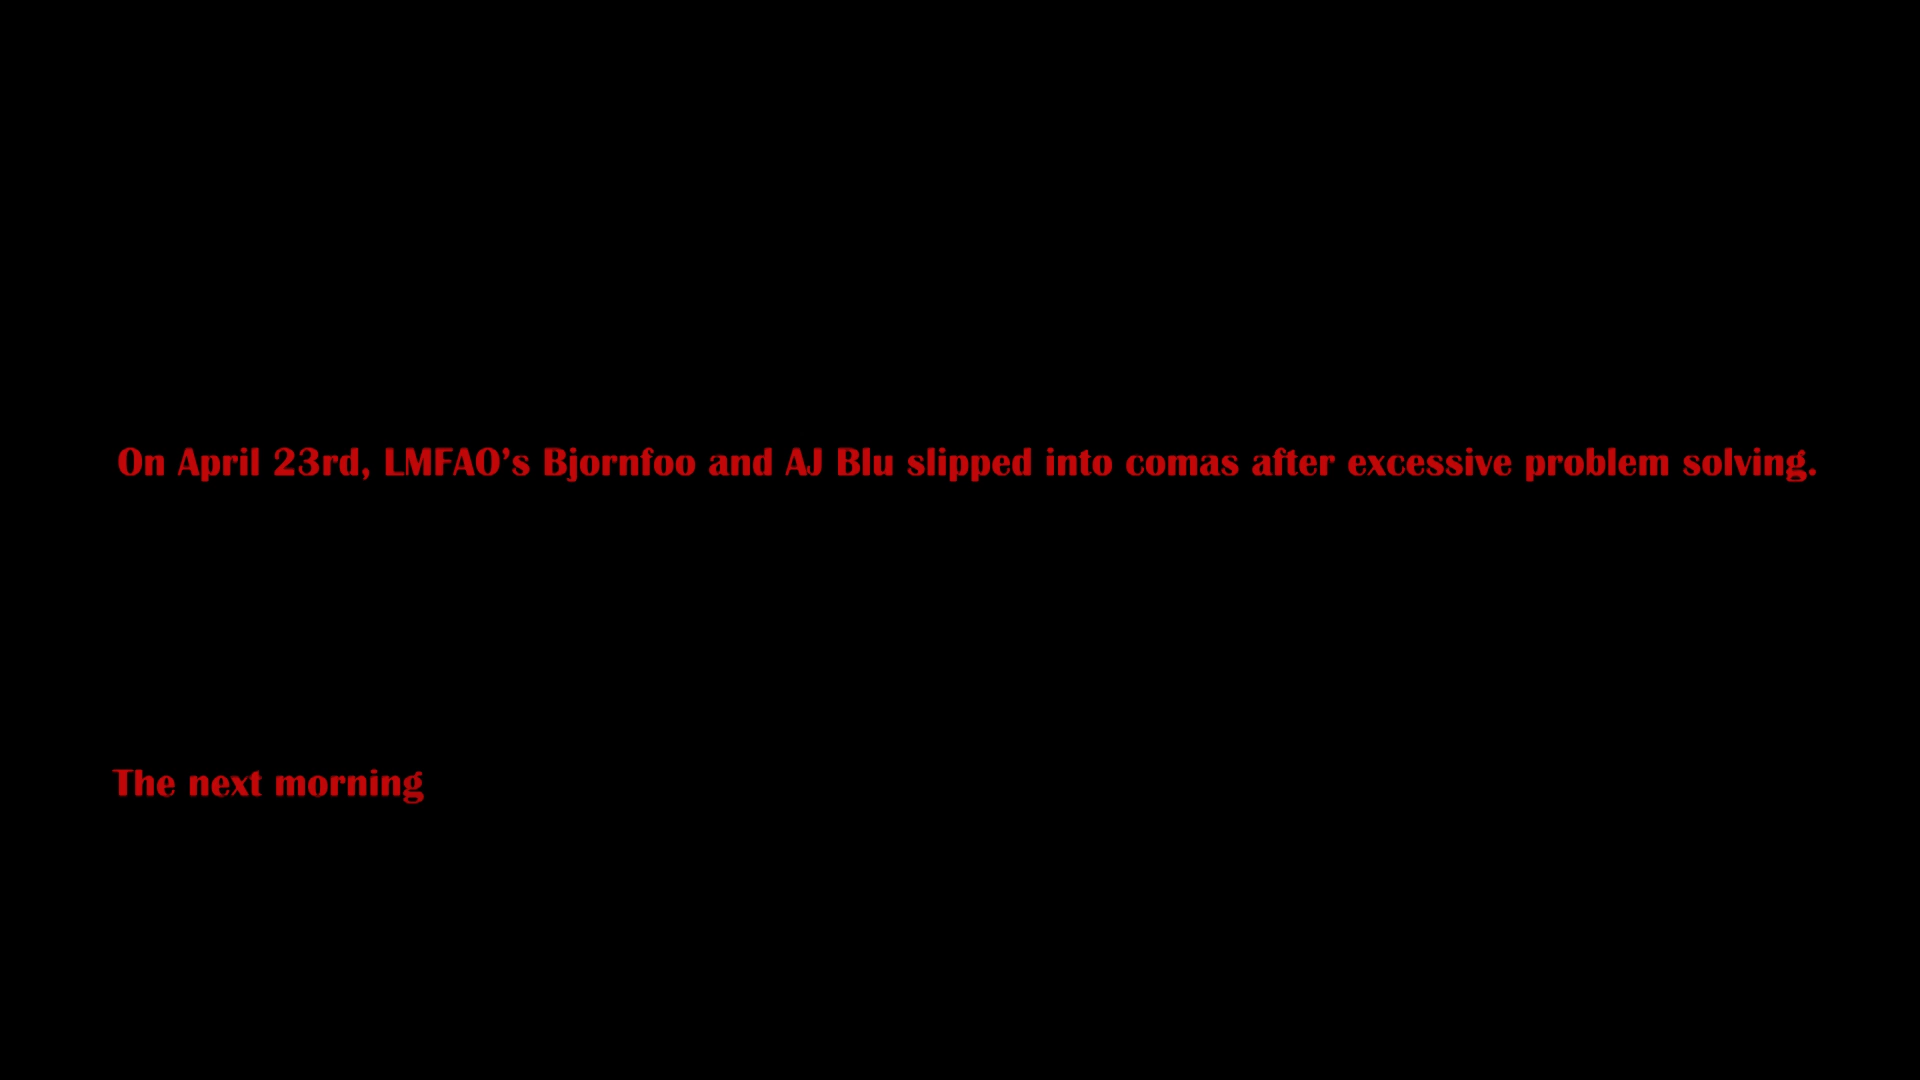 On April 23rd, LMFAO’s Bjornfoo and AJ Blu slipped into comas after excessive problem solving.
The next morning